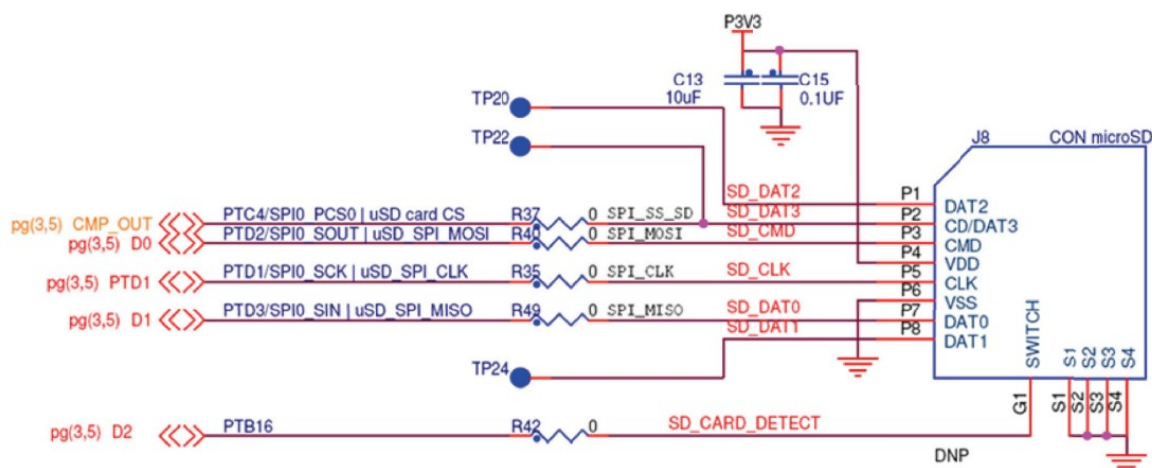 P3V3
C13
10uF
C15
0.1UF
TP20
TP22
J8
CON microSD
SD_DAT2
P1
DAT2
pg(3,5) CMP_OUT
PTC4/SPI0_PCS0 | uSD card CS
R37
0
SPI_SS_SD
SD_DAT3
P2
CD/DAT3
pg(3,5) D0
PTD2/SPI0_SOUT | uSD_SPI_MOSI
R40
0
SPI_MOSI
SD_CMD
P3
CMD
P4
VDD
pg(3,5) PTD1
PTD1/SPI0_SCK | uSD_SPI_CLK
R35
0
SPI_CLK
SD_CLK
P5
CLK
P6
VSS
pg(3,5) D1
PTD3/SPI0_SIN | uSD_SPI_MISO
R49
0
SPI_MISO
SD_DAT0
P7
DAT0
SD_DAT1
P8
DAT1
SWITCH
S1
S2
S3
S4
TP24
G1
S1
S2
S3
S4
pg(3,5) D2
PTB16
R42
0
SD_CARD_DETECT
DNP